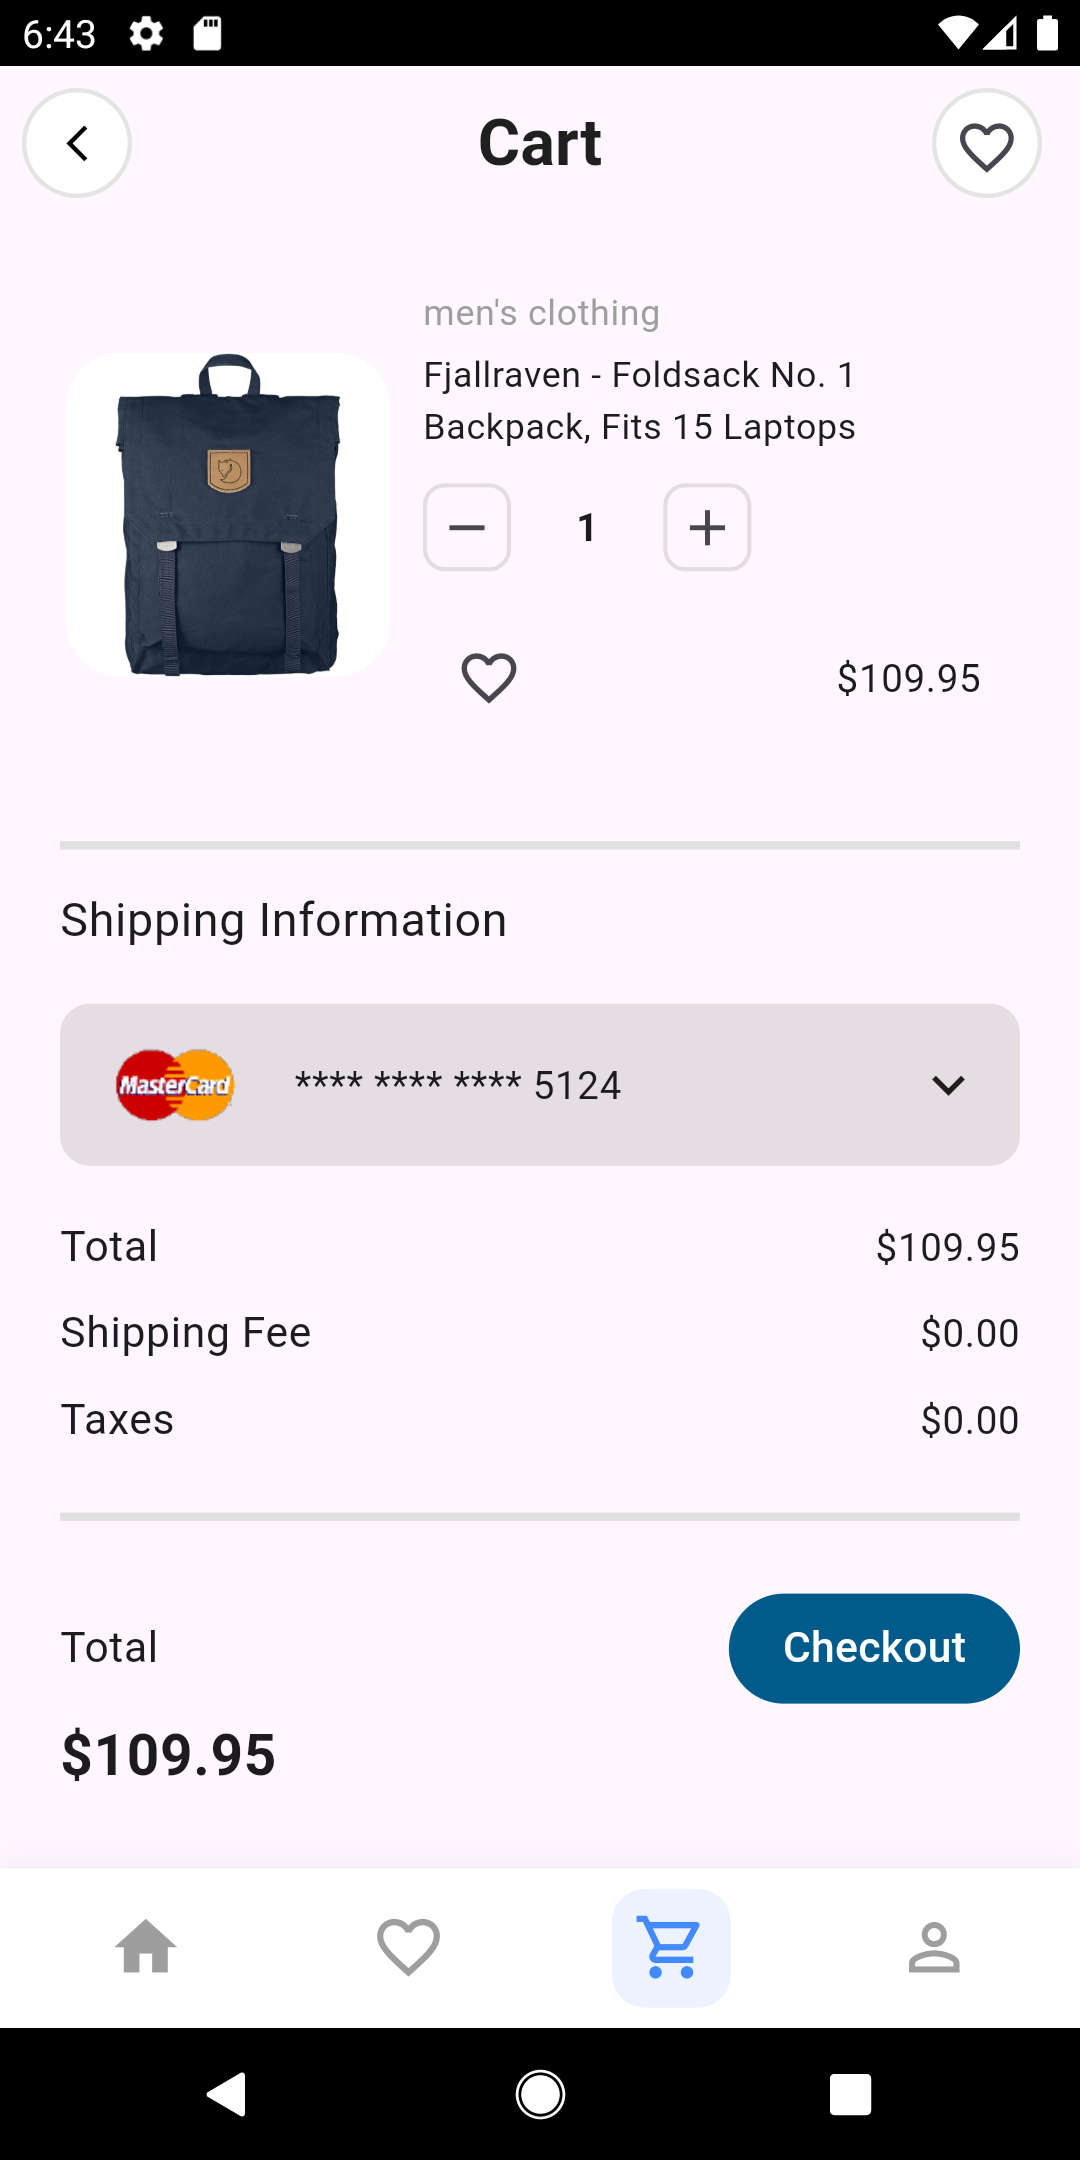 6:43
Cart
men's clothing
Fjallraven - Foldsack No. 1
Backpack, Fits 15 Laptops
1
$109.95
Shipping Information
MasterCard
**** **** **** 5124
Total
$109.95
Shipping Fee
$0.00
Taxes
$0.00
Total
Checkout
$109.95